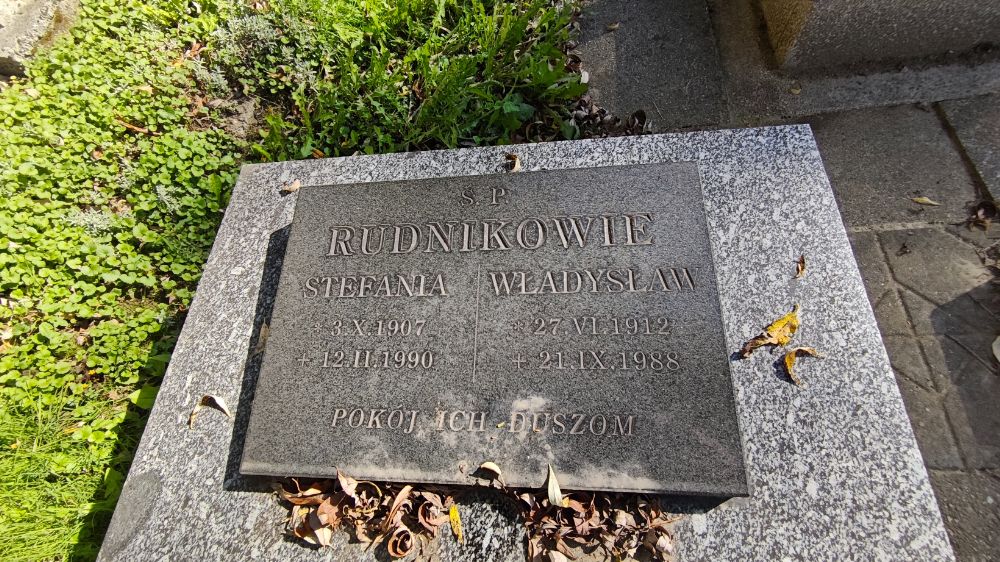 Ś. P.
RUDNIKOWIE
STEFANIA
* 3.X.1907
+ 12.II.1990
WŁADYSŁAW
* 27.VI.1912
+ 21.IX.1988
POKÓJ ICH DUSZOM